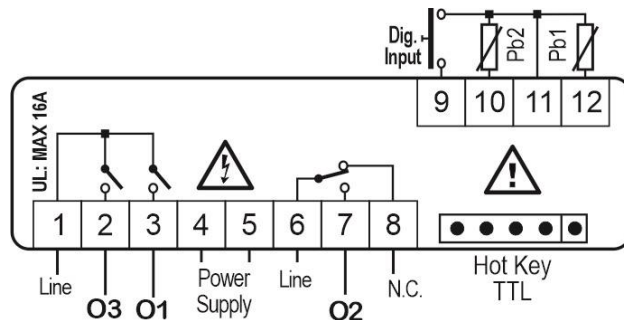 Dig.
Input
Pb2
Pb1
9 10 11 12
UL: MAX 16A
1 2 3 4 5 6 7 8
Line
O3
O1
Power
Supply
Line
O2
N.C.
Hot Key
TTL